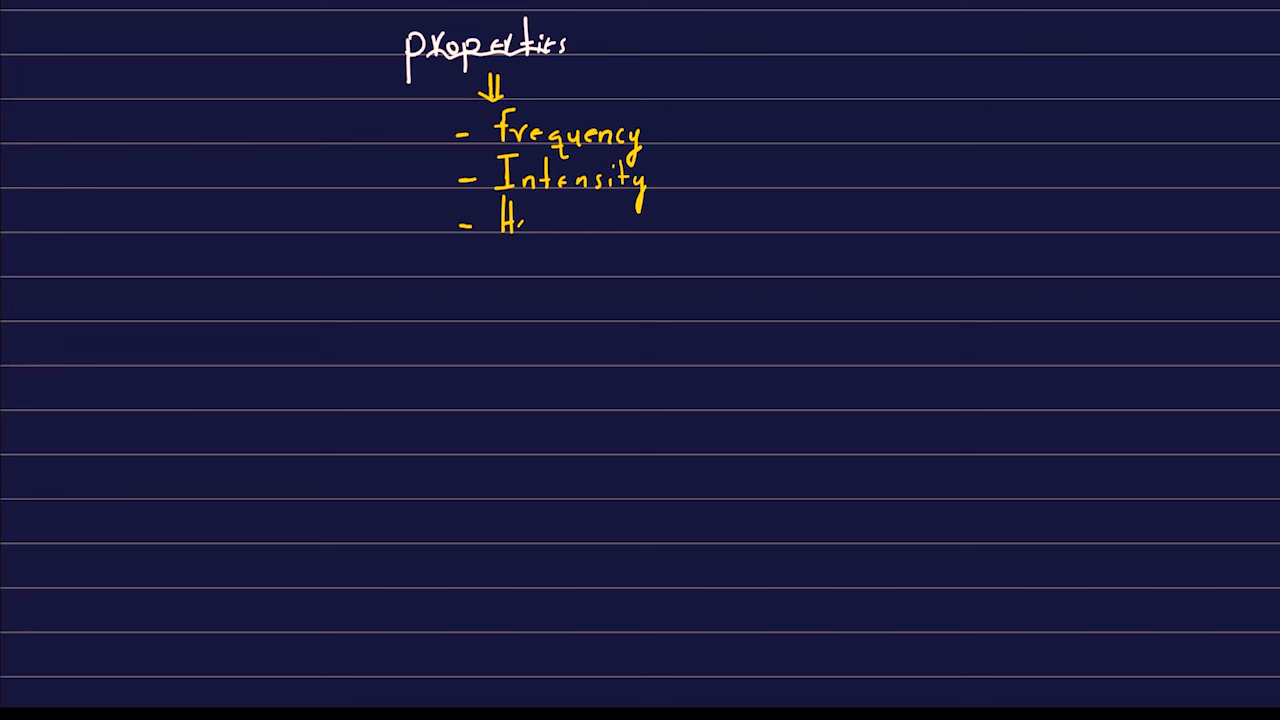 properties
⇓
- frequency
- Intensity
- H